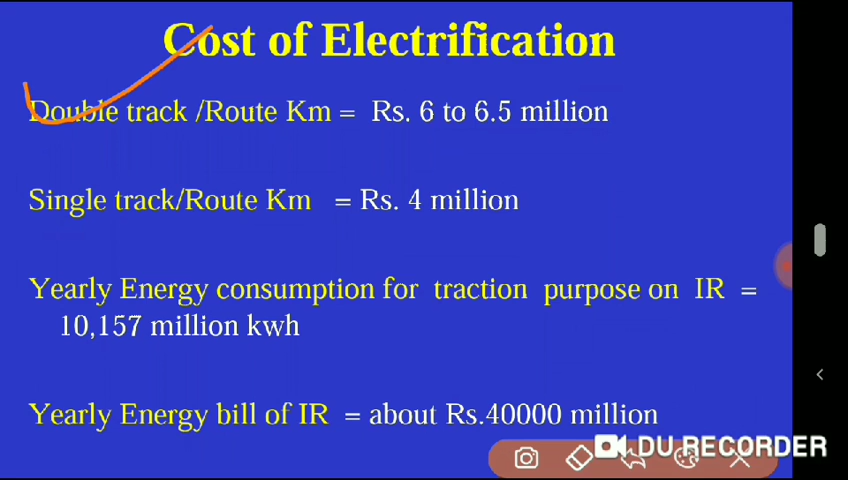 Cost of Electrification
Double track /Route Km = Rs. 6 to 6.5 million
Single track/Route Km = Rs. 4 million
Yearly Energy consumption for traction purpose on IR =
10,157 million kwh
Yearly Energy bill of IR = about Rs.40000 million
DU RECORDER